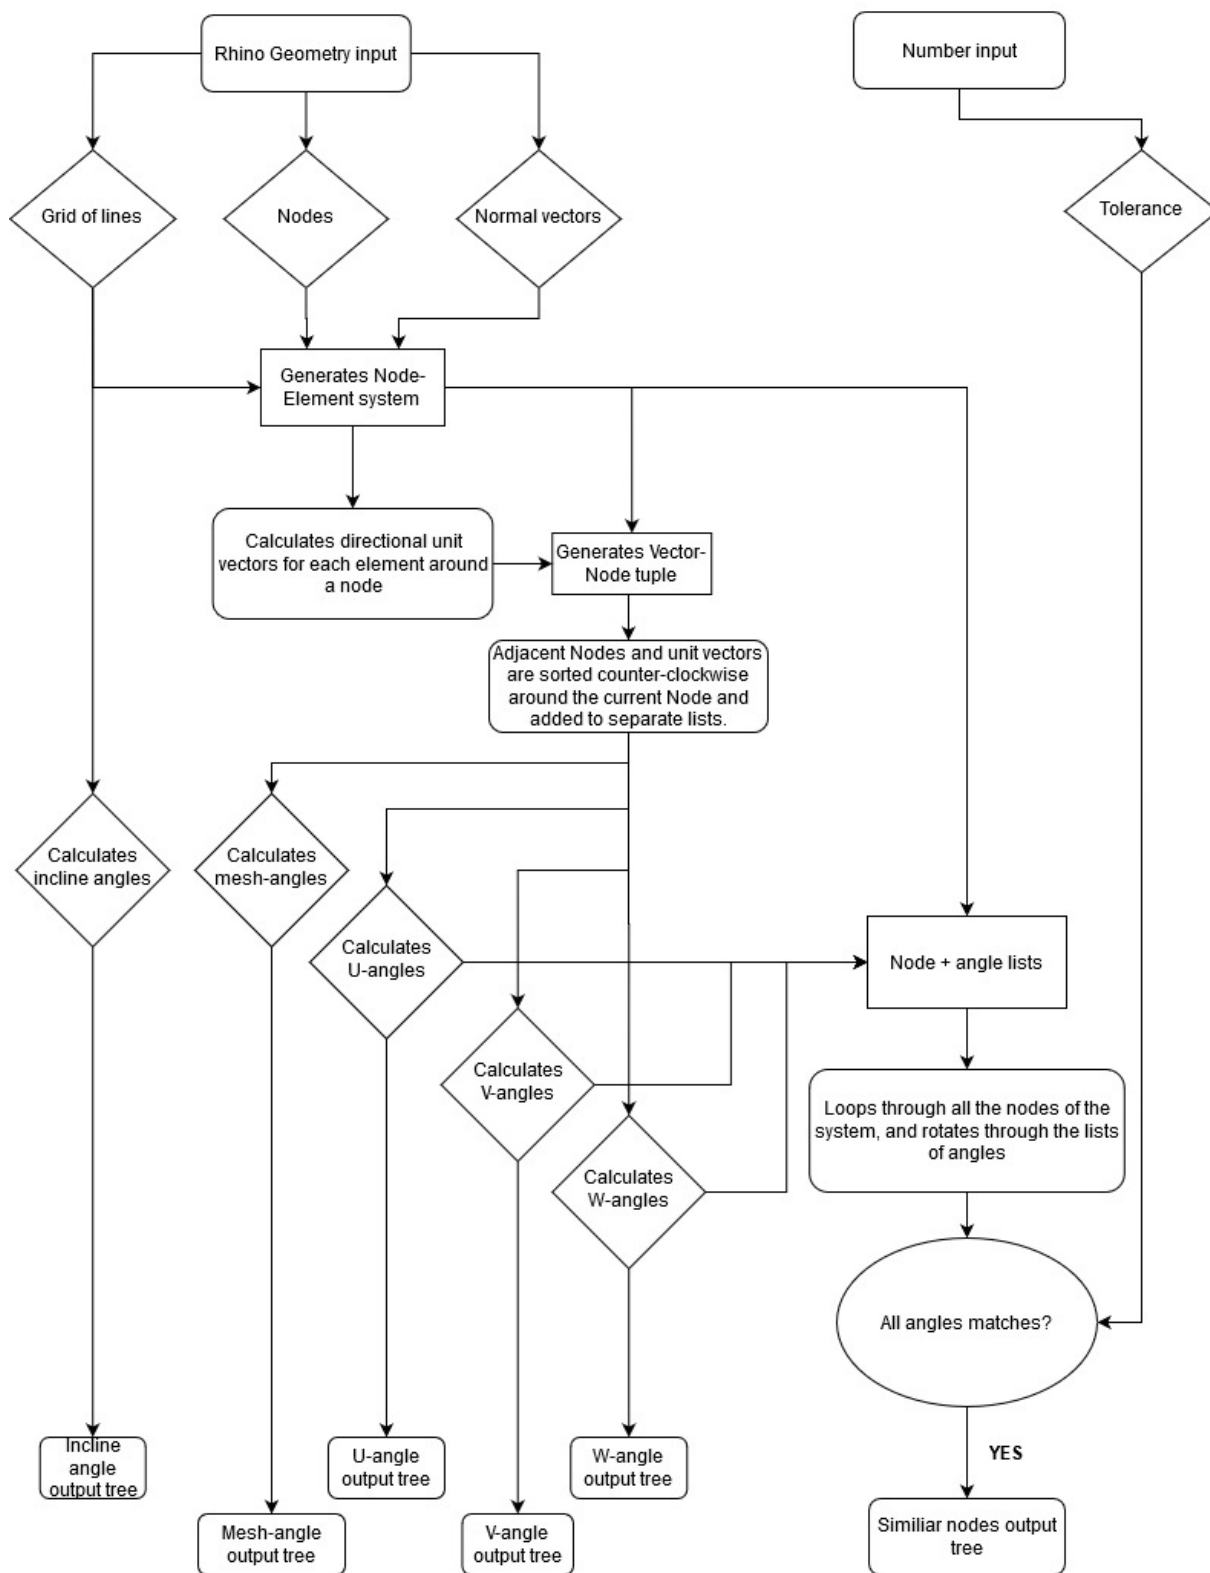 Rhino Geometry input
Number input
Grid of lines
Nodes
Normal vectors
Tolerance
Generates Node-
Element system
Calculates directional unit
vectors for each element around
a node
Generates Vector-
Node tuple
Adjacent Nodes and unit vectors
are sorted counter-clockwise
around the current Node and
added to separate lists.
Calculates
incline angles
Calculates
mesh-angles
Calculates
U-angles
Node + angle lists
Calculates
V-angles
Loops through all the nodes of the
system, and rotates through the lists
of angles
Calculates
W-angles
All angles matches?
YES
Incline
angle
output tree
U-angle
output tree
W-angle
output tree
Mesh-angle
output tree
V-angle
output tree
Similiar nodes output
tree